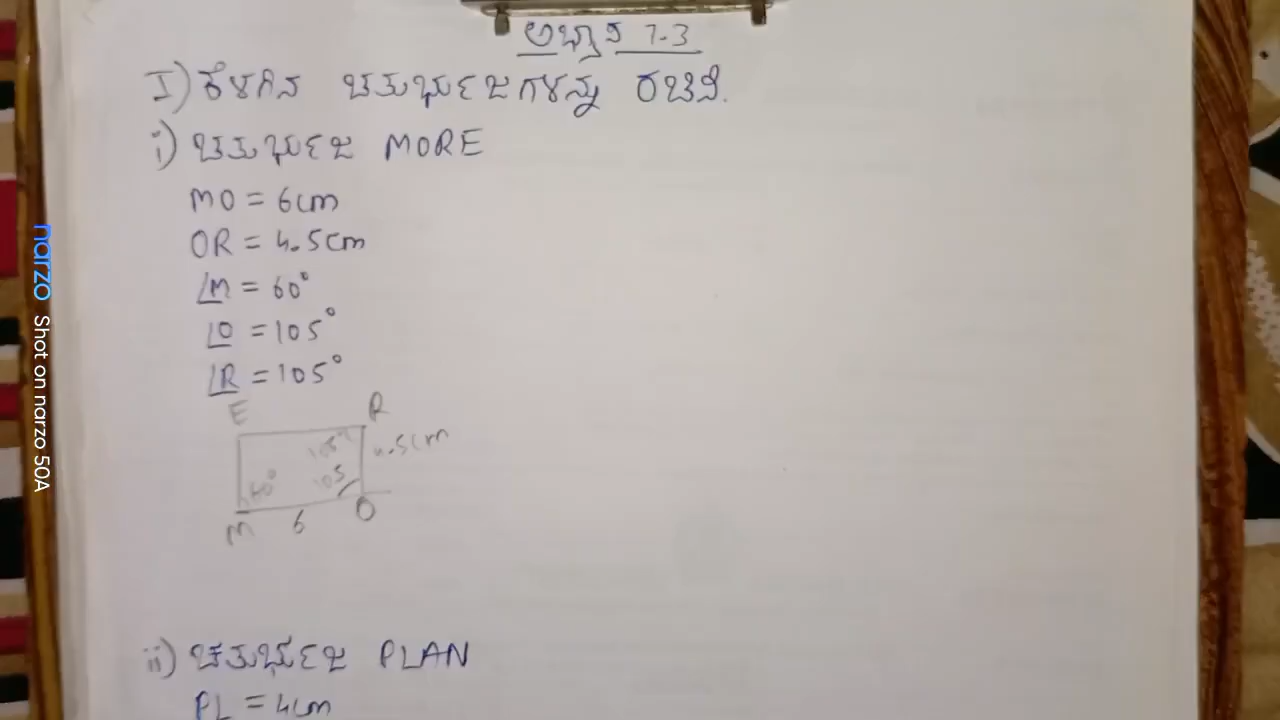 ಅಭ್ಯಾಸ 7.3
I) ಕೆಳಗಿನ ಚತುರ್ಭುಜಗಳನ್ನು ರಚಿಸಿ.
i) ಚತುರ್ಭುಜ MORE
MO = 6cm
OR = 4.5cm
∠M = 60°
∠O = 105°
∠R = 105°
E R
105° 4.5cm
60° 105
M 6 O
ii) ಚತುರ್ಭುಜ PLAN
PL = 4cm
narzo Shot on narzo 50A